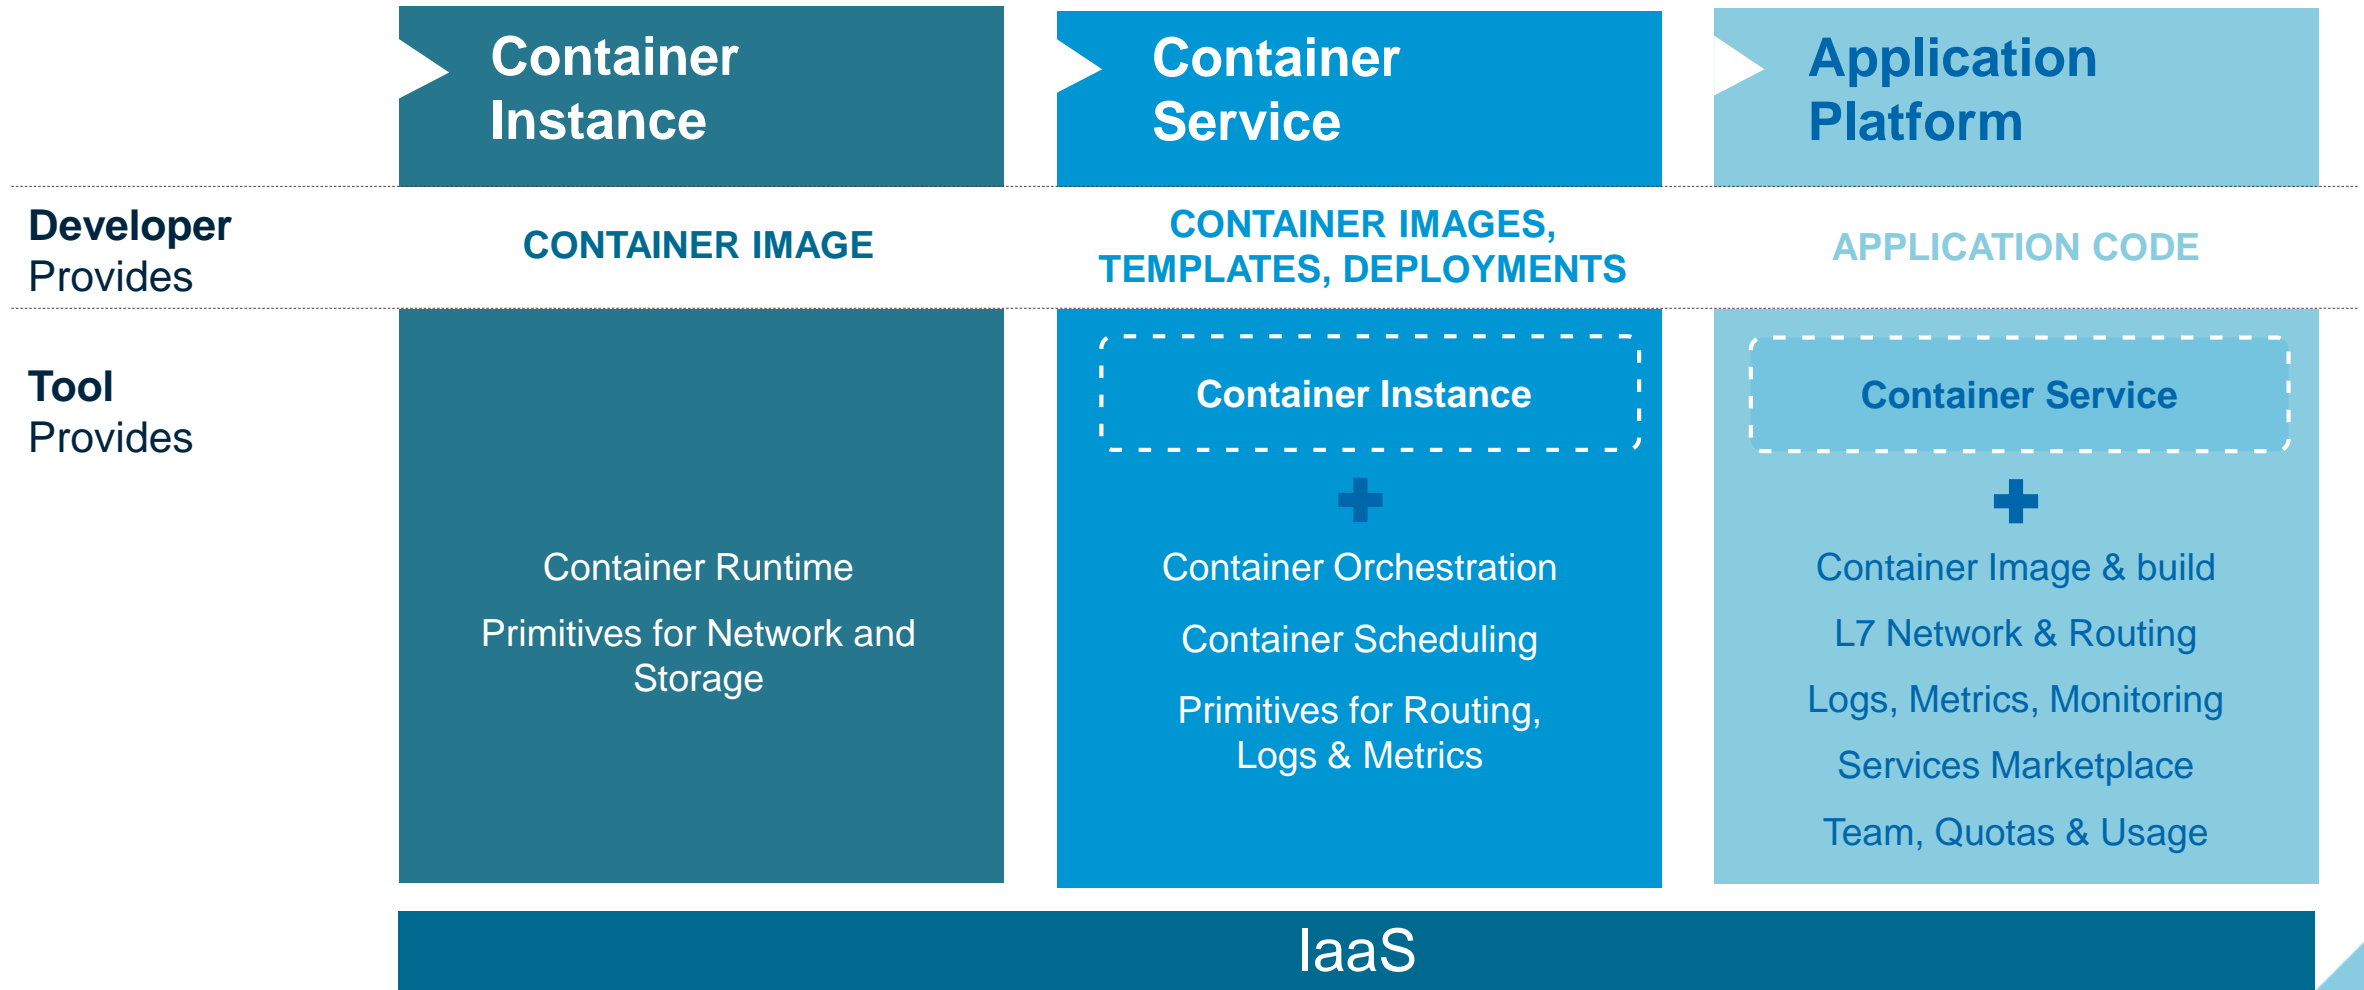 Container
Instance
Container
Service
Application
Platform
Developer
Provides
CONTAINER IMAGE
CONTAINER IMAGES,
TEMPLATES, DEPLOYMENTS
APPLICATION CODE
Tool
Provides
Container Runtime
Primitives for Network and
Storage
Container Instance
Container Orchestration
Container Scheduling
Primitives for Routing,
Logs & Metrics
Container Service
Container Image & build
L7 Network & Routing
Logs, Metrics, Monitoring
Services Marketplace
Team, Quotas & Usage
IaaS